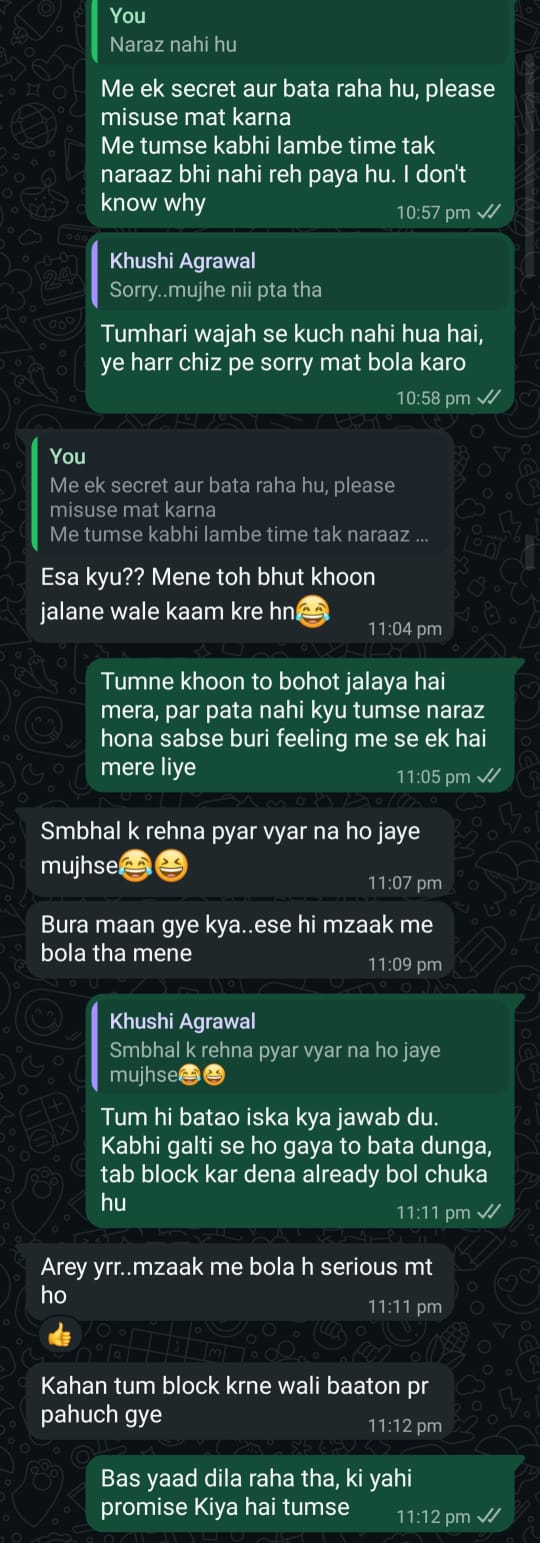 You
Naraz nahi hu
Me ek secret aur bata raha hu, please
misuse mat karna
Me tumse kabhi lambe time tak
naraaz bhi nahi reh paya hu. I don't
know why
10:57 pm
Khushi Agrawal
Sorry..mujhe nii pta tha
Tumhari wajah se kuch nahi hua hai,
ye harr chiz pe sorry mat bola karo
10:58 pm
You
Me ek secret aur bata raha hu, please
misuse mat karna
Me tumse kabhi lambe time tak naraaz ...
Esa kyu?? Mene toh bhut khoon
jalane wale kaam kre hn😂
11:04 pm
Tumne khoon to bohot jalaya hai
mera, par pata nahi kyu tumse naraz
hona sabse buri feeling me se ek hai
mere liye
11:05 pm
Smbhal k rehna pyar vyar na ho jaye
mujhse😂😆
11:07 pm
Bura maan gye kya..ese hi mzaak me
bola tha mene
11:09 pm
Khushi Agrawal
Smbhal k rehna pyar vyar na ho jaye
mujhse😂😆
Tum hi batao iska kya jawab du.
Kabhi galti se ho gaya to bata dunga,
tab block kar dena already bol chuka
hu
11:11 pm
Arey yrr..mzaak me bola h serious mt
ho
11:11 pm
👍
Kahan tum block krne wali baaton pr
pahuch gye
11:12 pm
Bas yaad dila raha tha, ki yahi
promise Kiya hai tumse
11:12 pm